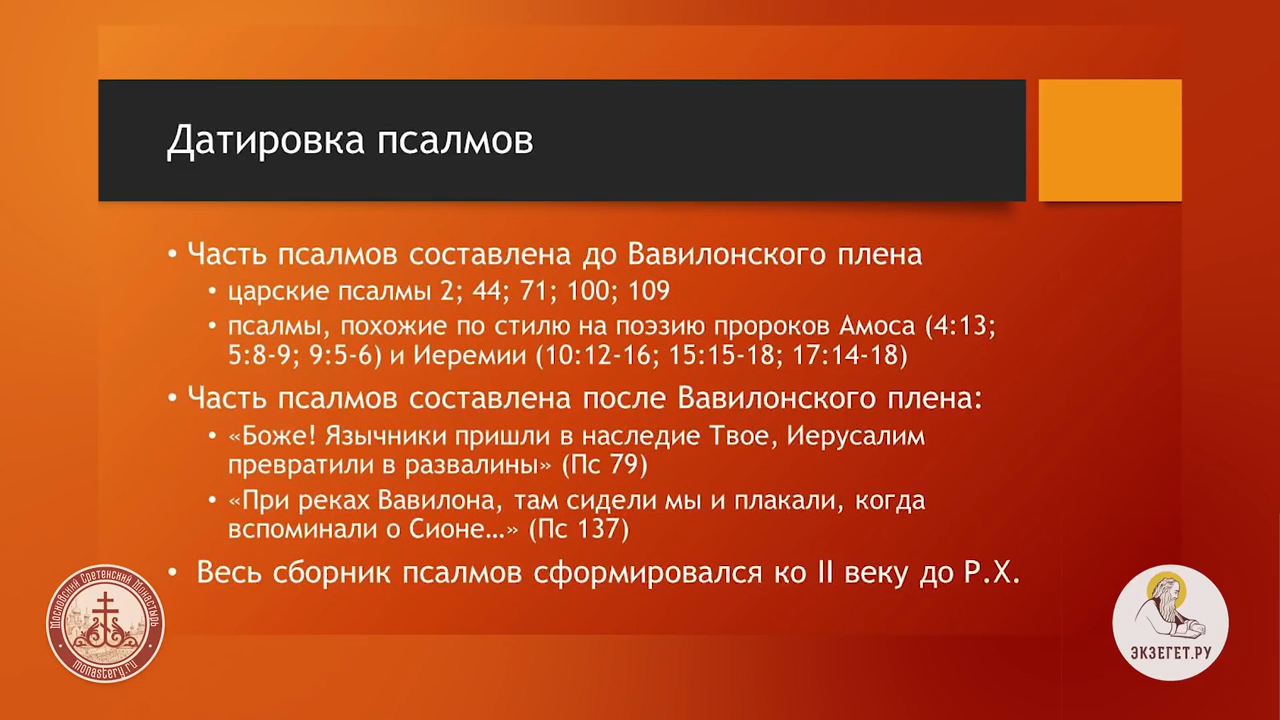 Датировка псалмов
• Часть псалмов составлена до Вавилонского плена
• царские псалмы 2; 44; 71; 100; 109
• псалмы, похожие по стилю на поэзию пророков Амоса (4:13;
5:8-9; 9:5-6) и Иеремии (10:12-16; 15:15-18; 17:14-18)
• Часть псалмов составлена после Вавилонского плена:
• «Боже! Язычники пришли в наследие Твое, Иерусалим
превратили в развалины» (Пс 79)
• «При реках Вавилона, там сидели мы и плакали, когда
вспоминали о Сионе…» (Пс 137)
• Весь сборник псалмов сформировался ко II веку до Р.Х.
Московский Сретенский Монастырь
monastery.ru
ЭКЗЕГЕТ.РУ